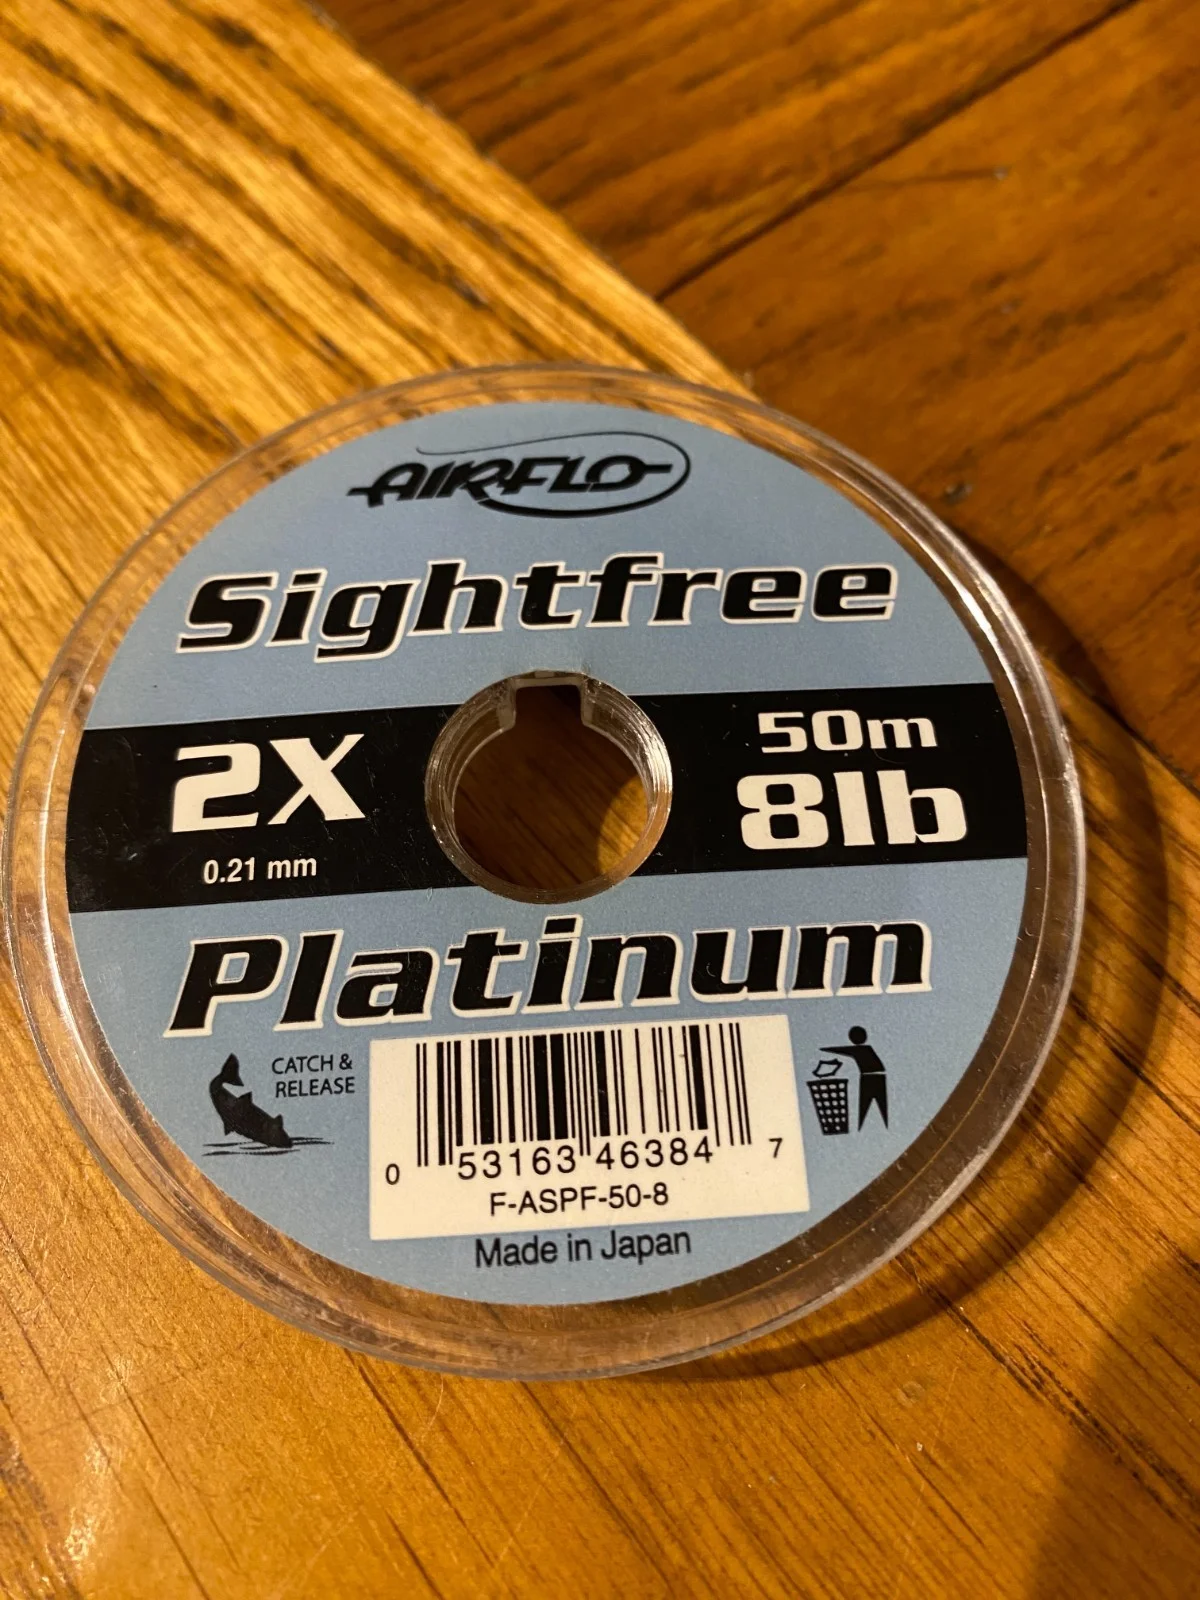 AIRFLO
Sightfree
2X
0.21 mm
50m
8lb
Platinum
CATCH &
RELEASE
0 53163 46384 7
F-ASPF-50-8
Made in Japan